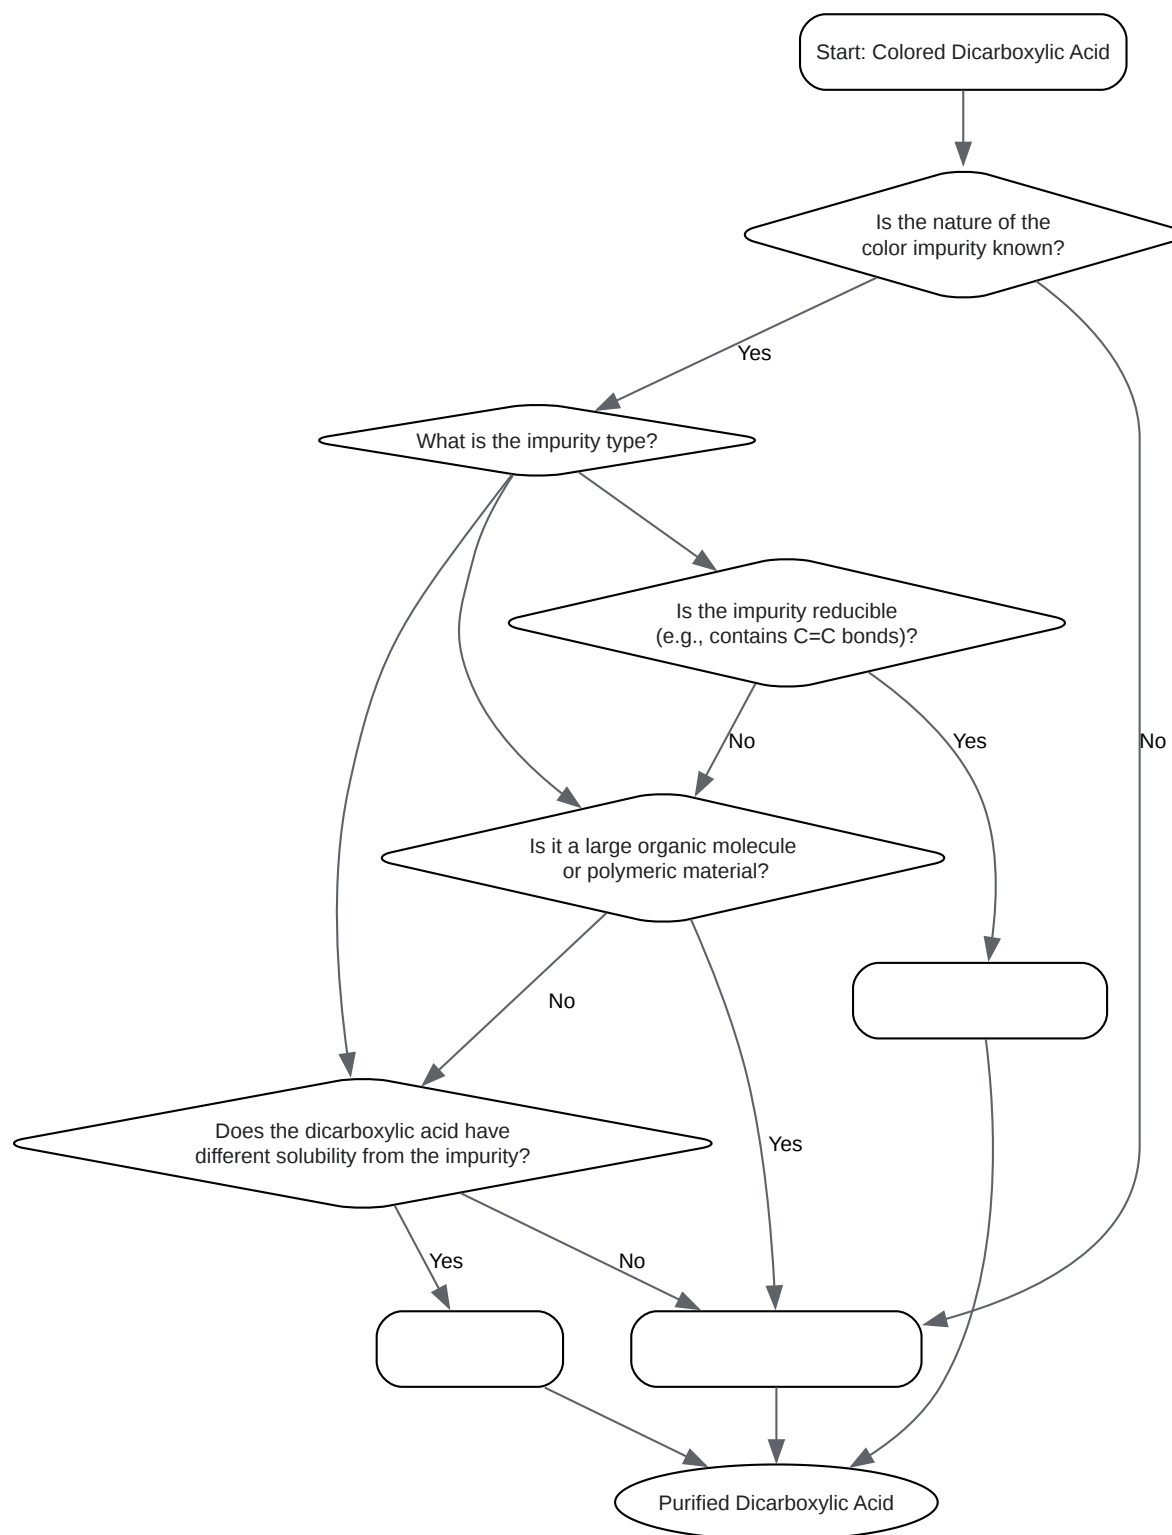 Start: Colored Dicarboxylic Acid
Is the nature of the
color impurity known?
Yes
What is the impurity type?
Is the impurity reducible
(e.g., contains C=C bonds)?
No
Yes
No
Is it a large organic molecule
or polymeric material?
No
Does the dicarboxylic acid have
different solubility from the impurity?
Yes
Yes
No
Purified Dicarboxylic Acid